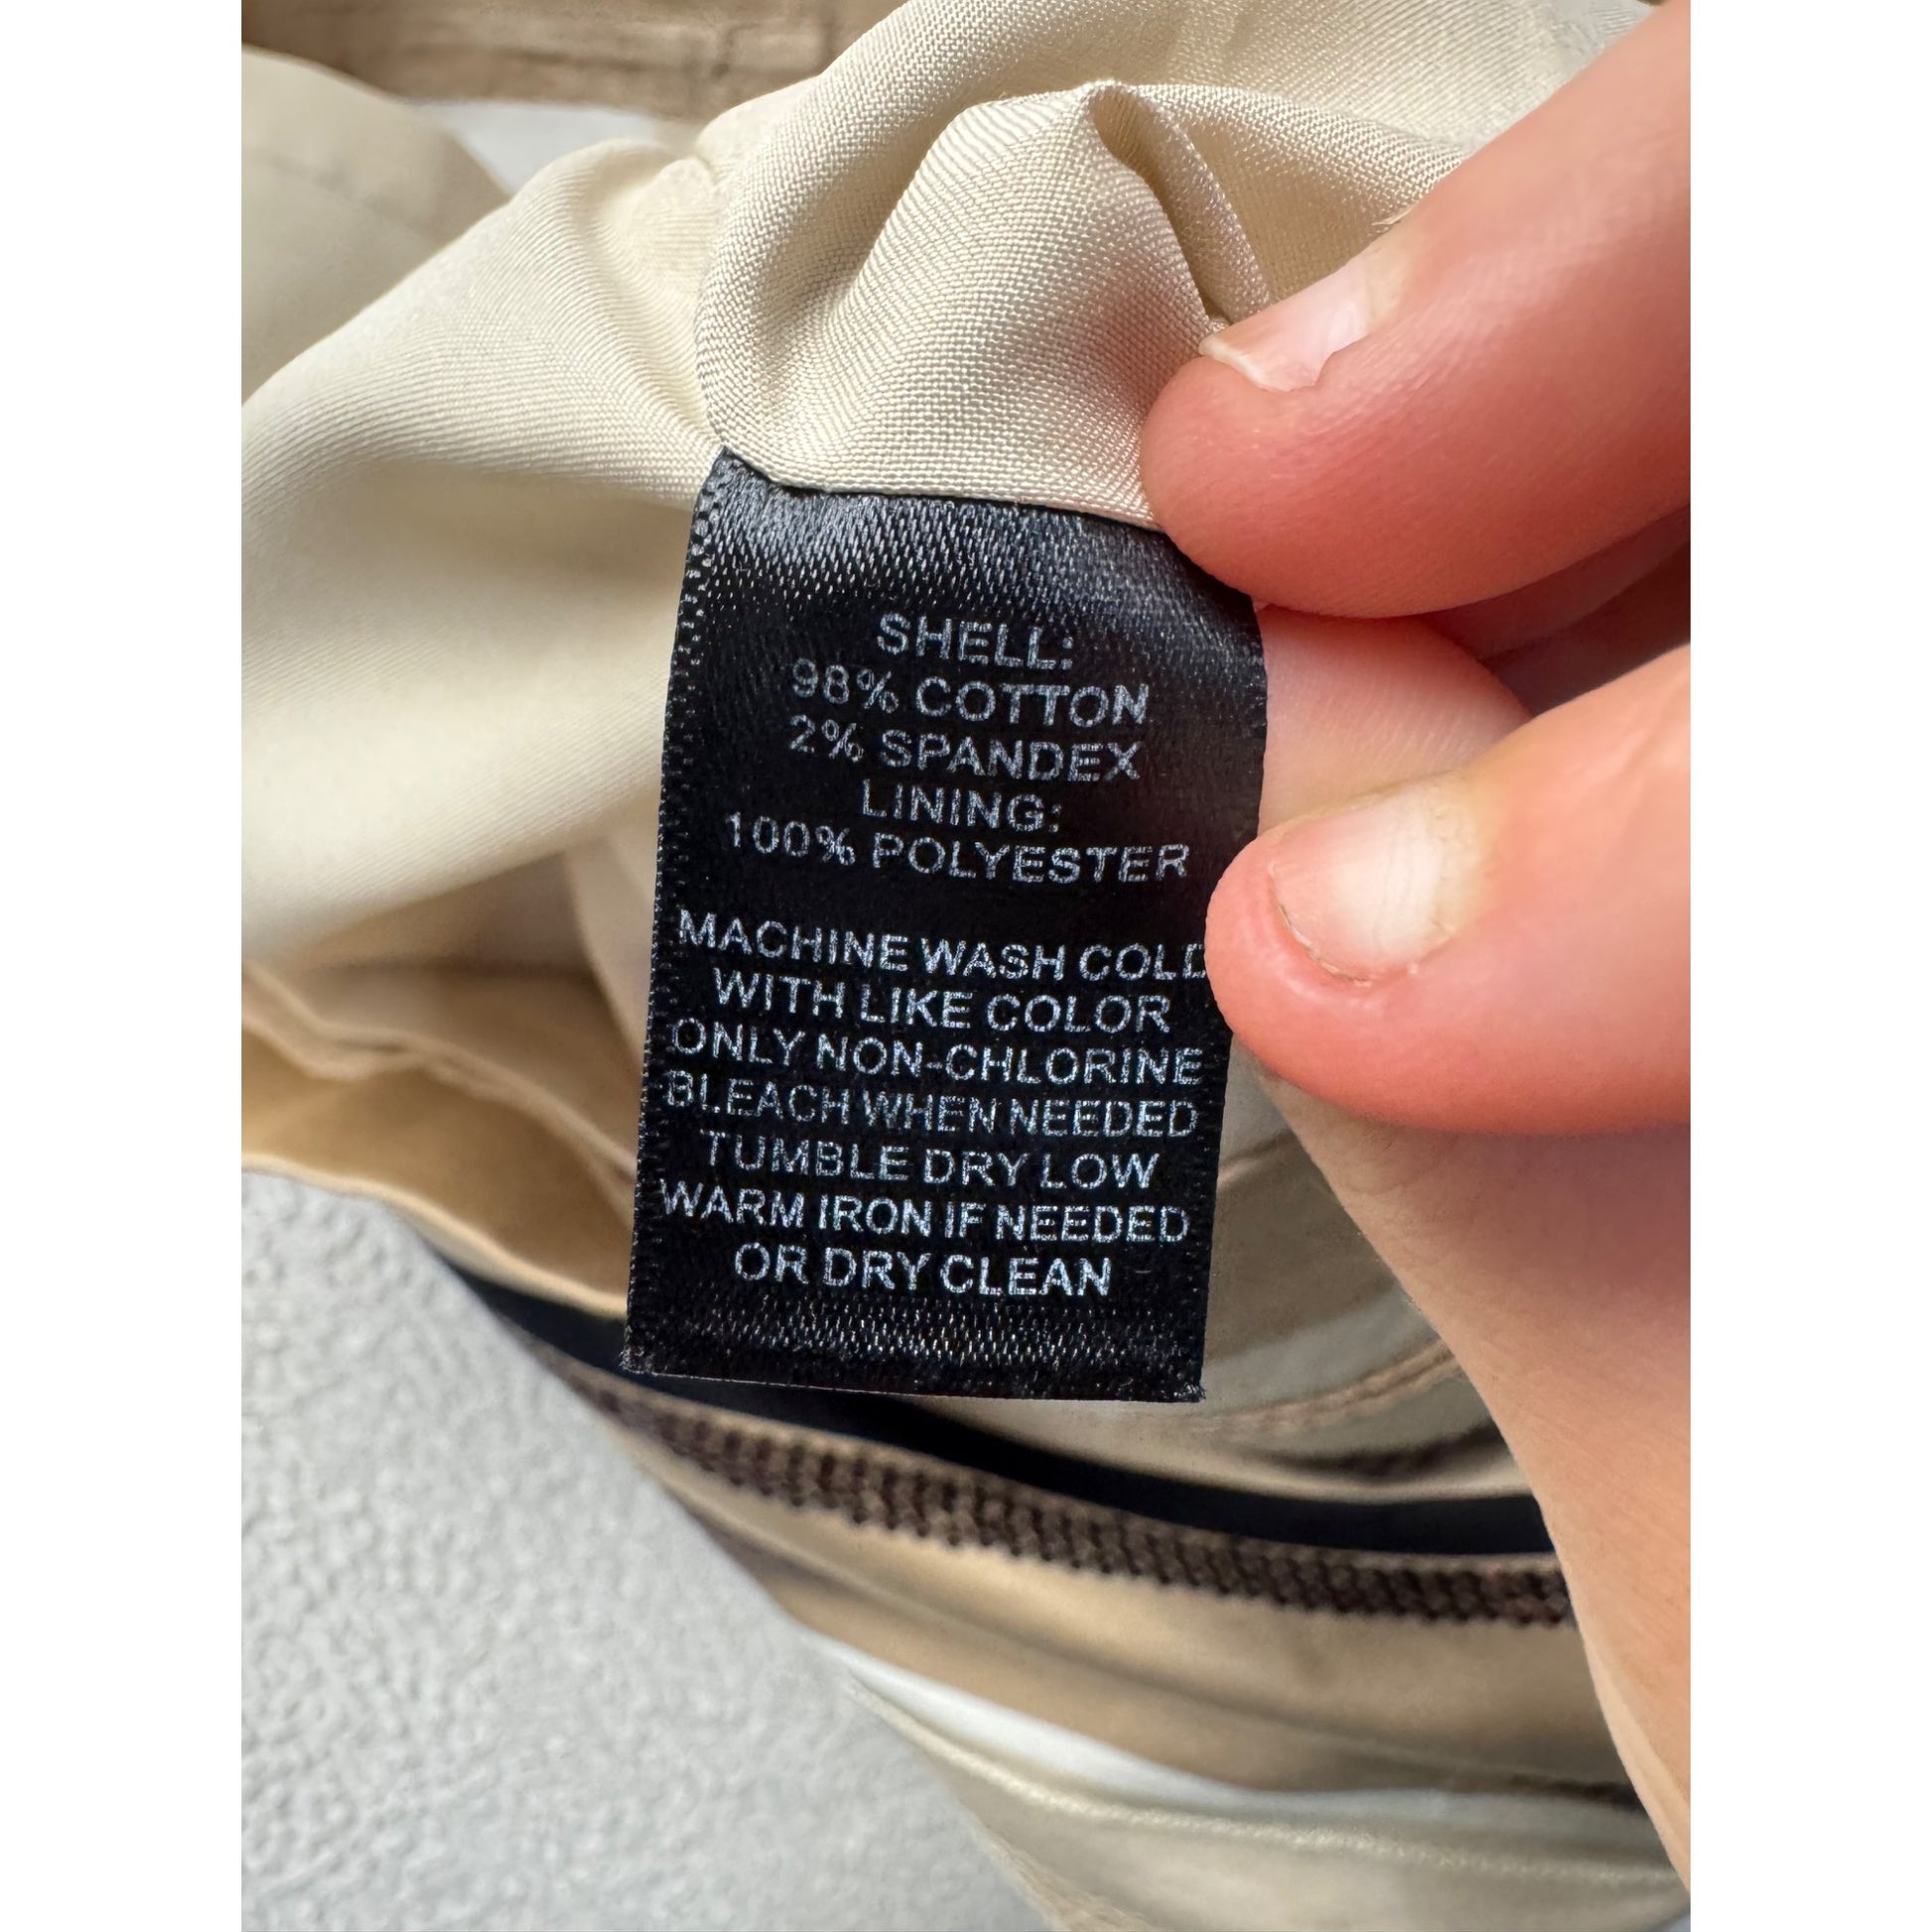 SHELL:
98% COTTON
2% SPANDEX
LINING:
100% POLYESTER
MACHINE WASH COLD
WITH LIKE COLOR
ONLY NON-CHLORINE
BLEACH WHEN NEEDED
TUMBLE DRY LOW
WARM IRON IF NEEDED
OR DRY CLEAN